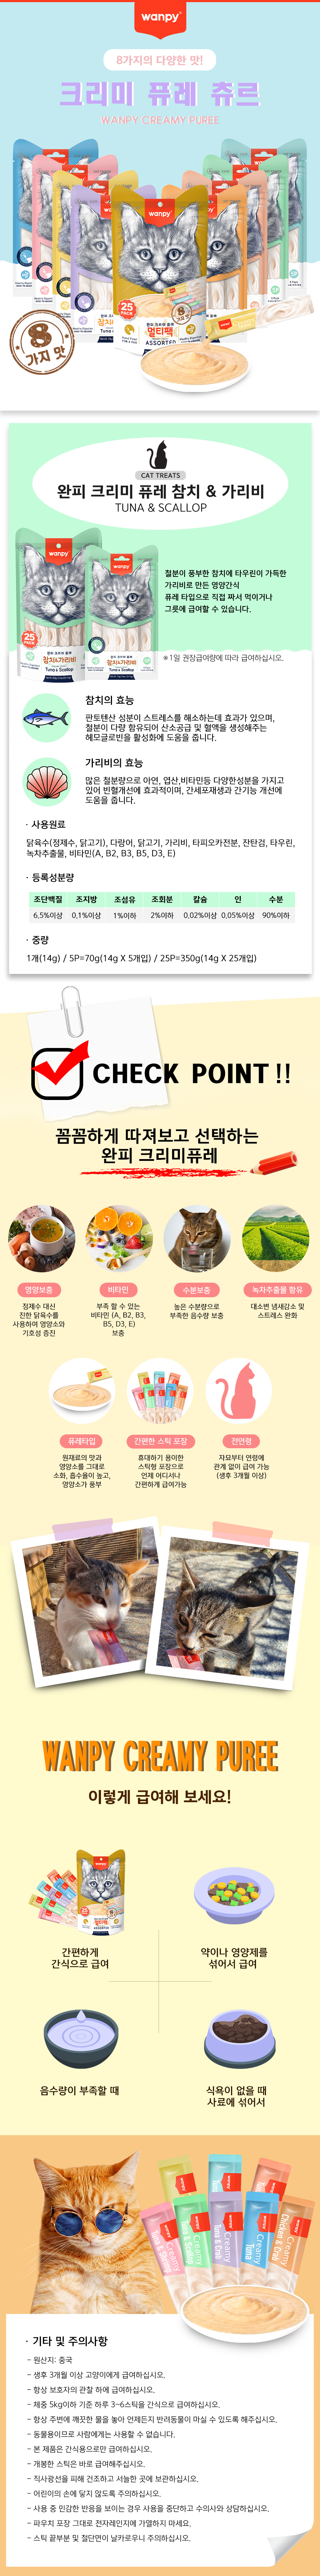 wanpy
8가지의 다양한 맛!
크리미 퓨레 츄르
WANPY CREAMY PUREE
wanpy
25
완피 크리미 퓨레
멀티팩
ASSORTED
8
가지 맛
CAT TREATS
완피 크리미 퓨레 참치 & 가리비
TUNA & SCALLOP
wanpy
wanpy
25
참치&가리비
Tuna & Scallop
참치&가리비
Tuna & Scallop
철분이 풍부한 참치에 타우린이 가득한
가리비로 만든 영양간식
퓨레 타입으로 직접 짜서 먹이거나
그릇에 급여할 수 있습니다.
※1일 권장급여량에 따라 급여하십시오.
참치의 효능
판토텐산 성분이 스트레스를 해소하는데 효과가 있으며,
철분이 다량 함유되어 산소공급 및 혈액을 생성해주는
헤모글로빈을 활성화에 도움을 줍니다.
가리비의 효능
많은 철분량으로 아연, 엽산,비타민등 다양한성분을 가지고
있어 빈혈개선에 효과적이며, 간세포재생과 간기능 개선에
도움을 줍니다.
· 사용원료
닭육수(정제수, 닭고기), 다랑어, 닭고기, 가리비, 타피오카전분, 잔탄검, 타우린,
녹차추출물, 비타민(A, B2, B3, B5, D3, E)
· 등록성분량
조단백질 조지방 조섬유 조회분 칼슘 인 수분
6,5%이상 0,1%이상 1%이하 2%이하 0,02%이상 0,05%이상 90%이하
· 중량
1개(14g) / 5P=70g(14g X 5개입) / 25P=350g(14g X 25개입)
CHECK POINT !!
꼼꼼하게 따져보고 선택하는
완피 크리미퓨레
영양보충
정제수 대신
진한 닭육수를
사용하여 영양소와
기호성 증진
비타민
부족 할 수 있는
비타민 (A, B2, B3,
B5, D3, E)
보충
수분보충
높은 수분량으로
부족한 음수량 보충
녹차추출물 함유
대소변 냄새감소 및
스트레스 완화
퓨레타입
원재료의 맛과
영양소를 그대로
소화, 흡수율이 높고,
영양소가 풍부
간편한 스틱 포장
휴대하기 용이한
스틱형 포장으로
언제 어디서나
간편하게 급여가능
전연령
자묘부터 연령에
관계 없이 급여 가능
(생후 3개월 이상)
WANPY CREAMY PUREE
이렇게 급여해 보세요!
wanpy
멀티팩
간편하게
간식으로 급여
약이나 영양제를
섞어서 급여
음수량이 부족할 때
식욕이 없을 때
사료에 섞어서
wanpy
Creamy
Tuna & Crab
Creamy
Tuna
Creamy
Chicken & Crab
· 기타 및 주의사항
- 원산지: 중국
- 생후 3개월 이상 고양이에게 급여하십시오.
- 항상 보호자의 관찰 하에 급여하십시오.
- 체중 5kg이하 기준 하루 3~6스틱을 간식으로 급여하십시오.
- 항상 주변에 깨끗한 물을 놓아 언제든지 반려동물이 마실 수 있도록 해주십시오.
- 동물용이므로 사람에게는 사용할 수 없습니다.
- 본 제품은 간식용으로만 급여하십시오.
- 개봉한 스틱은 바로 급여해주십시오.
- 직사광선을 피해 건조하고 서늘한 곳에 보관하십시오.
- 어린이의 손에 닿지 않도록 주의하십시오.
- 사용 중 민감한 반응을 보이는 경우 사용을 중단하고 수의사와 상담하십시오.
- 파우치 포장 그대로 전자레인지에 가열하지 마세요.
- 스틱 끝부분 및 절단면이 날카로우니 주의하십시오.